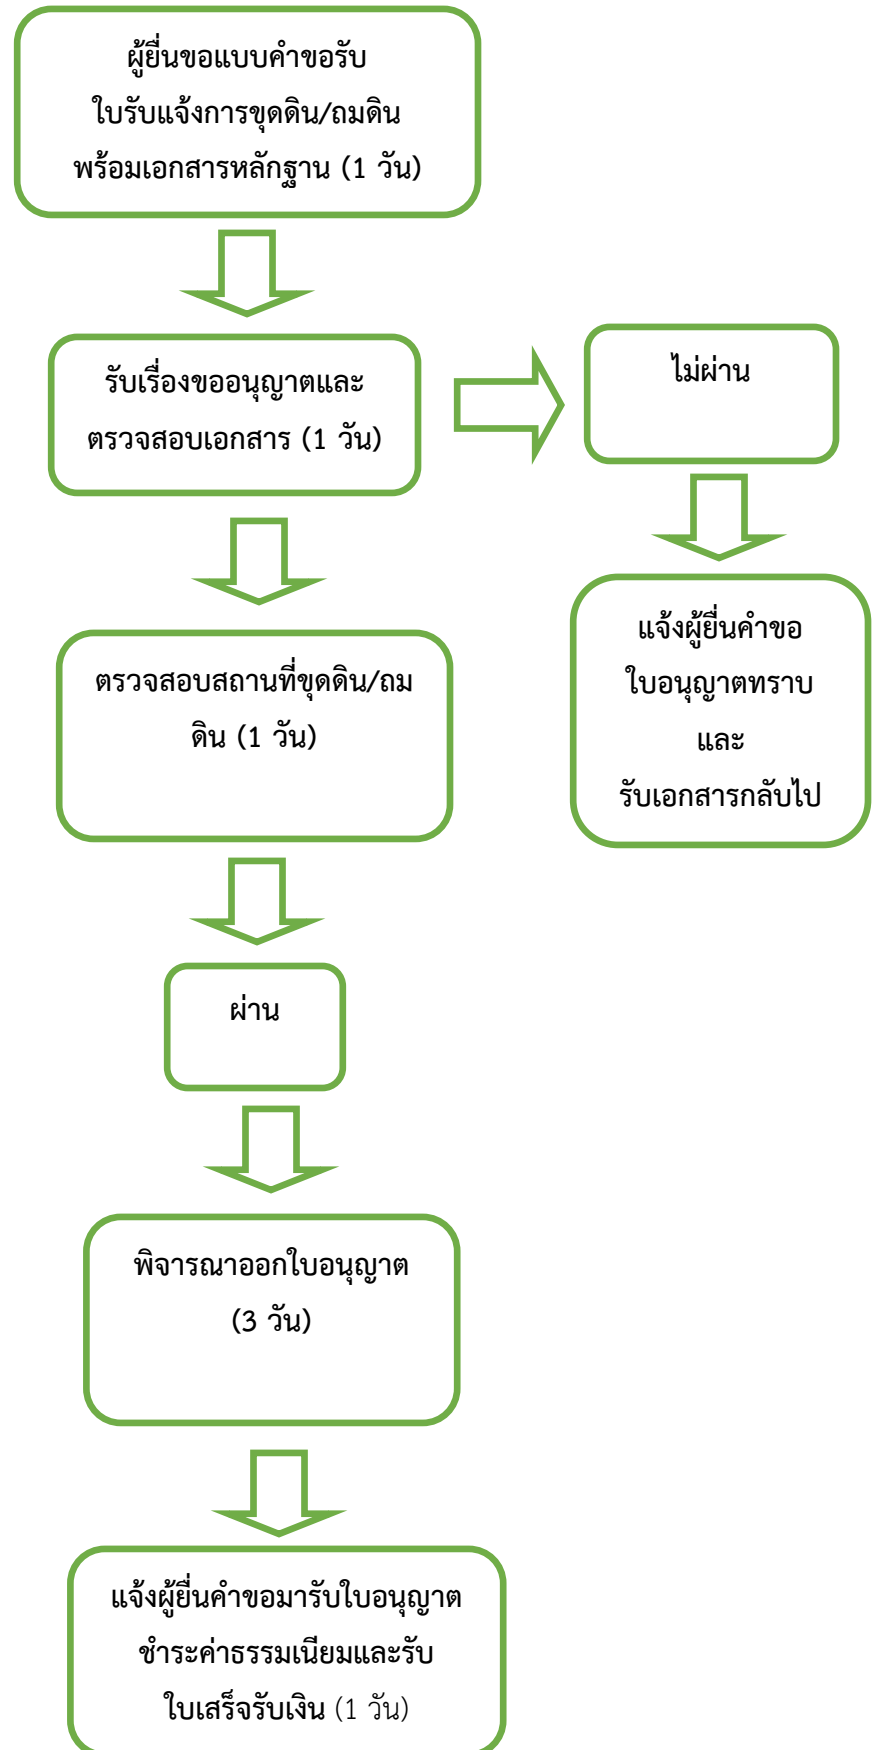 ผู้ยื่นขอแบบคำขอรับ
ใบรับแจ้งการขุดดิน/ถมดิน
พร้อมเอกสารหลักฐาน (1 วัน)
รับเรื่องขออนุญาตและ
ตรวจสอบเอกสาร (1 วัน)
ไม่ผ่าน
แจ้งผู้ยื่นคำขอ
ใบอนุญาตทราบ
และ
รับเอกสารกลับไป
ตรวจสอบสถานที่ขุดดิน/ถม
ดิน (1 วัน)
ผ่าน
พิจารณาออกใบอนุญาต
(3 วัน)
แจ้งผู้ยื่นคำขอมารับใบอนุญาต
ชำระค่าธรรมเนียมและรับ
ใบเสร็จรับเงิน (1 วัน)